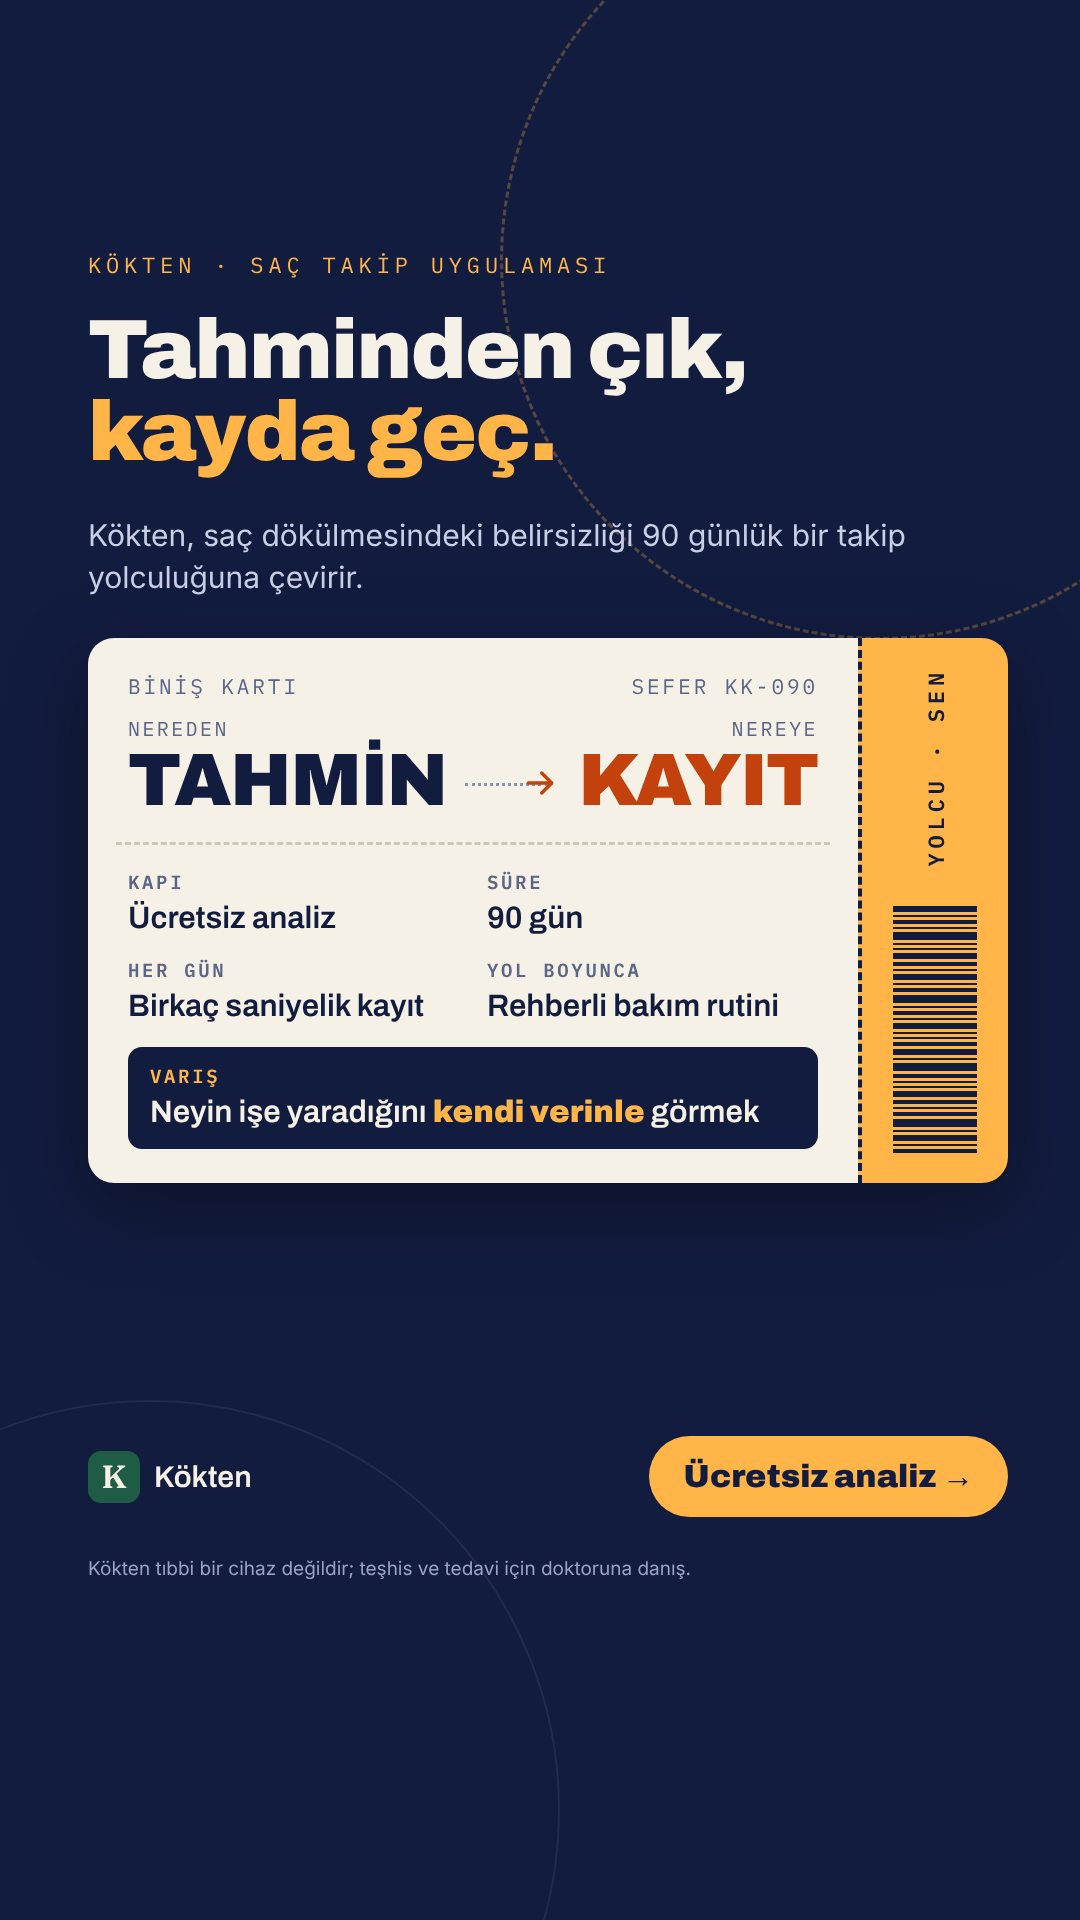 KÖKTEN · SAÇ TAKİP UYGULAMASI
Tahminden çık,
kayda geç.
Kökten, saç dökülmesindeki belirsizliği 90 günlük bir takip
yolculuğuna çevirir.
BİNİŞ KARTI
SEFER KK-090
NEREDEN
NEREYE
TAHMİN → KAYIT
KAPI
Ücretsiz analiz
SÜRE
90 gün
HER GÜN
Birkaç saniyelik kayıt
YOL BOYUNCA
Rehberli bakım rutini
VARIŞ
Neyin işe yaradığını kendi verinle görmek
YOLCU · SEN
K Kökten
Ücretsiz analiz →
Kökten tıbbi bir cihaz değildir; teşhis ve tedavi için doktoruna danış.